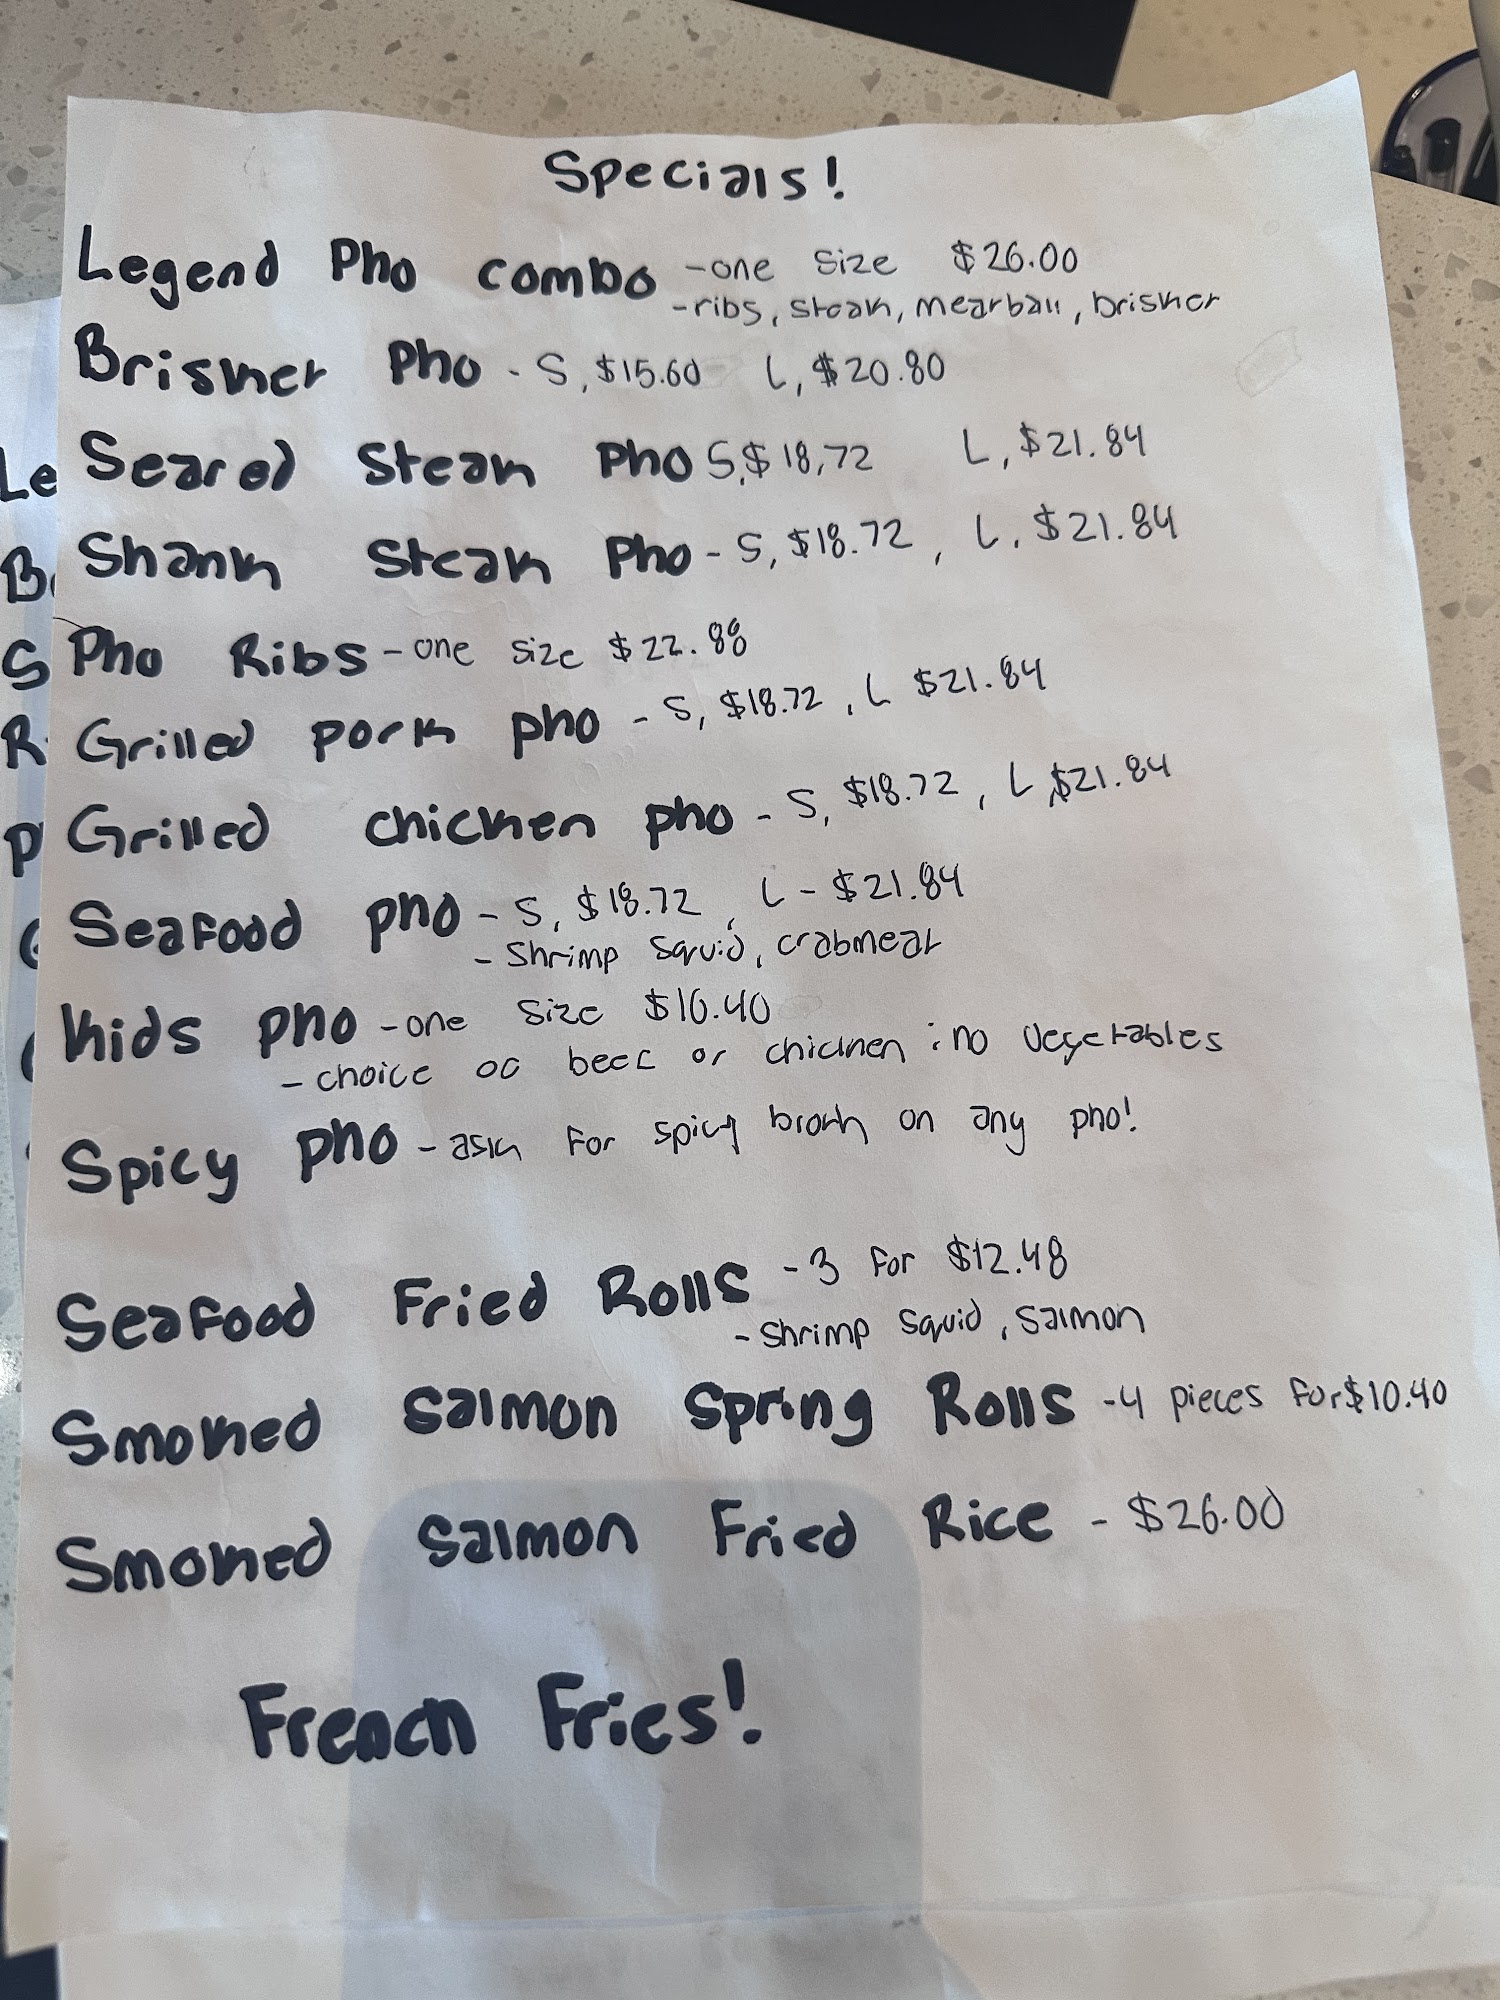 Specials!
Legend Pho combo - one size $26.00
- ribs, steak, meatball, brisket
Brisket Pho - S, $15.60 L, $20.80
Seared Steak Pho S, $18,72 L, $21.84
Shank Steak Pho - S, $18.72, L, $21.84
Pho Ribs - one size $22.88
Grilled pork pho - S, $18.72, L $21.84
Grilled chicken pho - S, $18.72, L, $21.84
Seafood pho - S, $18.72, L - $21.84
- Shrimp squid, crabmeat
Kids pho - one size $10.40
- choice of beef or chicken; no vegetables
Spicy pho - ask for spicy broth on any pho!
Seafood Fried Rolls - 3 for $12.48
- Shrimp squid, salmon
Smoked Salmon Spring Rolls - 4 pieces for $10.40
Smoked Salmon Fried Rice - $26.00
French Fries!
Le
S